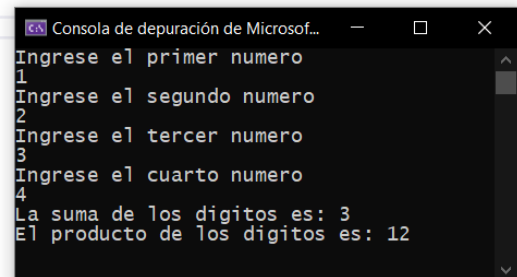 Consola de depuración de Microsof...
Ingrese el primer numero
1
Ingrese el segundo numero
2
Ingrese el tercer numero
3
Ingrese el cuarto numero
4
La suma de los digitos es: 3
El producto de los digitos es: 12